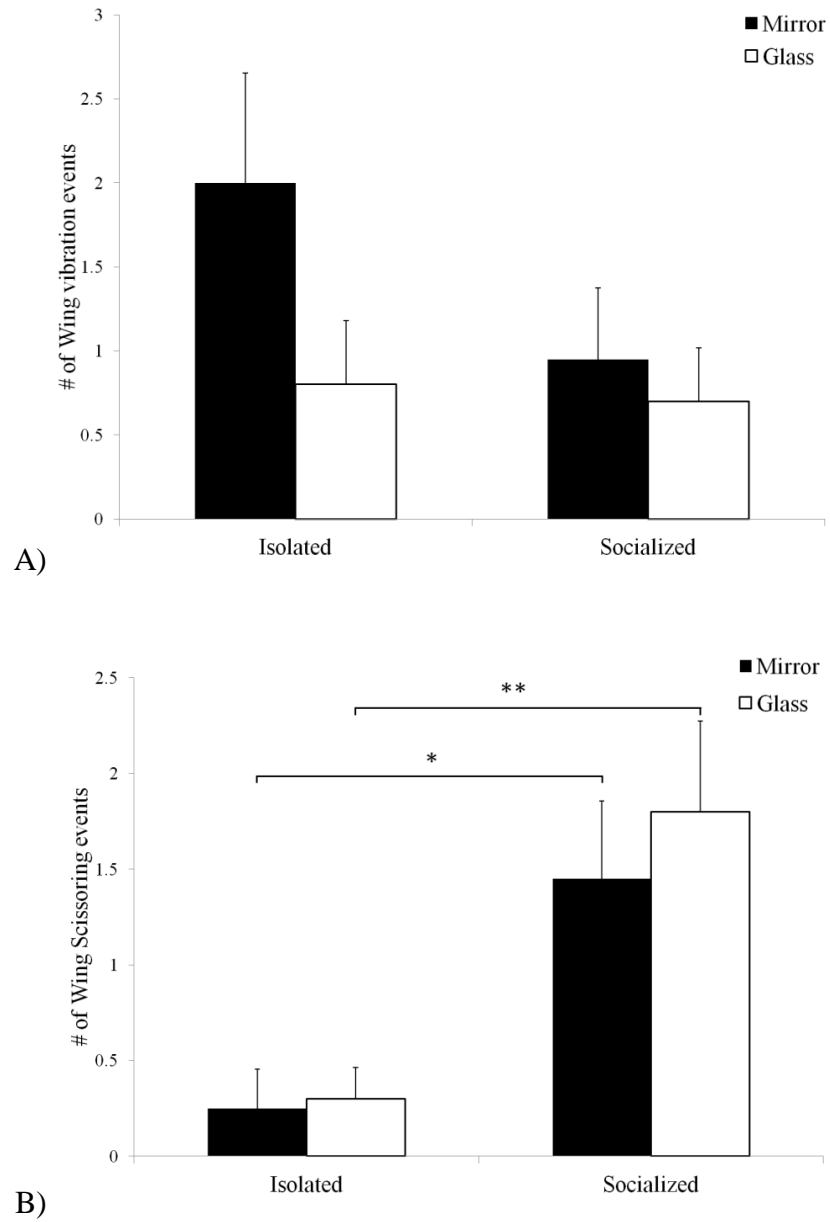 3
Mirror
Glass
2.5
2
1.5
1
0.5
0
# of Wing vibration events
Isolated
Socialized
A)
2.5
Mirror
Glass
**
2
*
1.5
1
0.5
0
# of Wing Scissoring events
Isolated
Socialized
B)